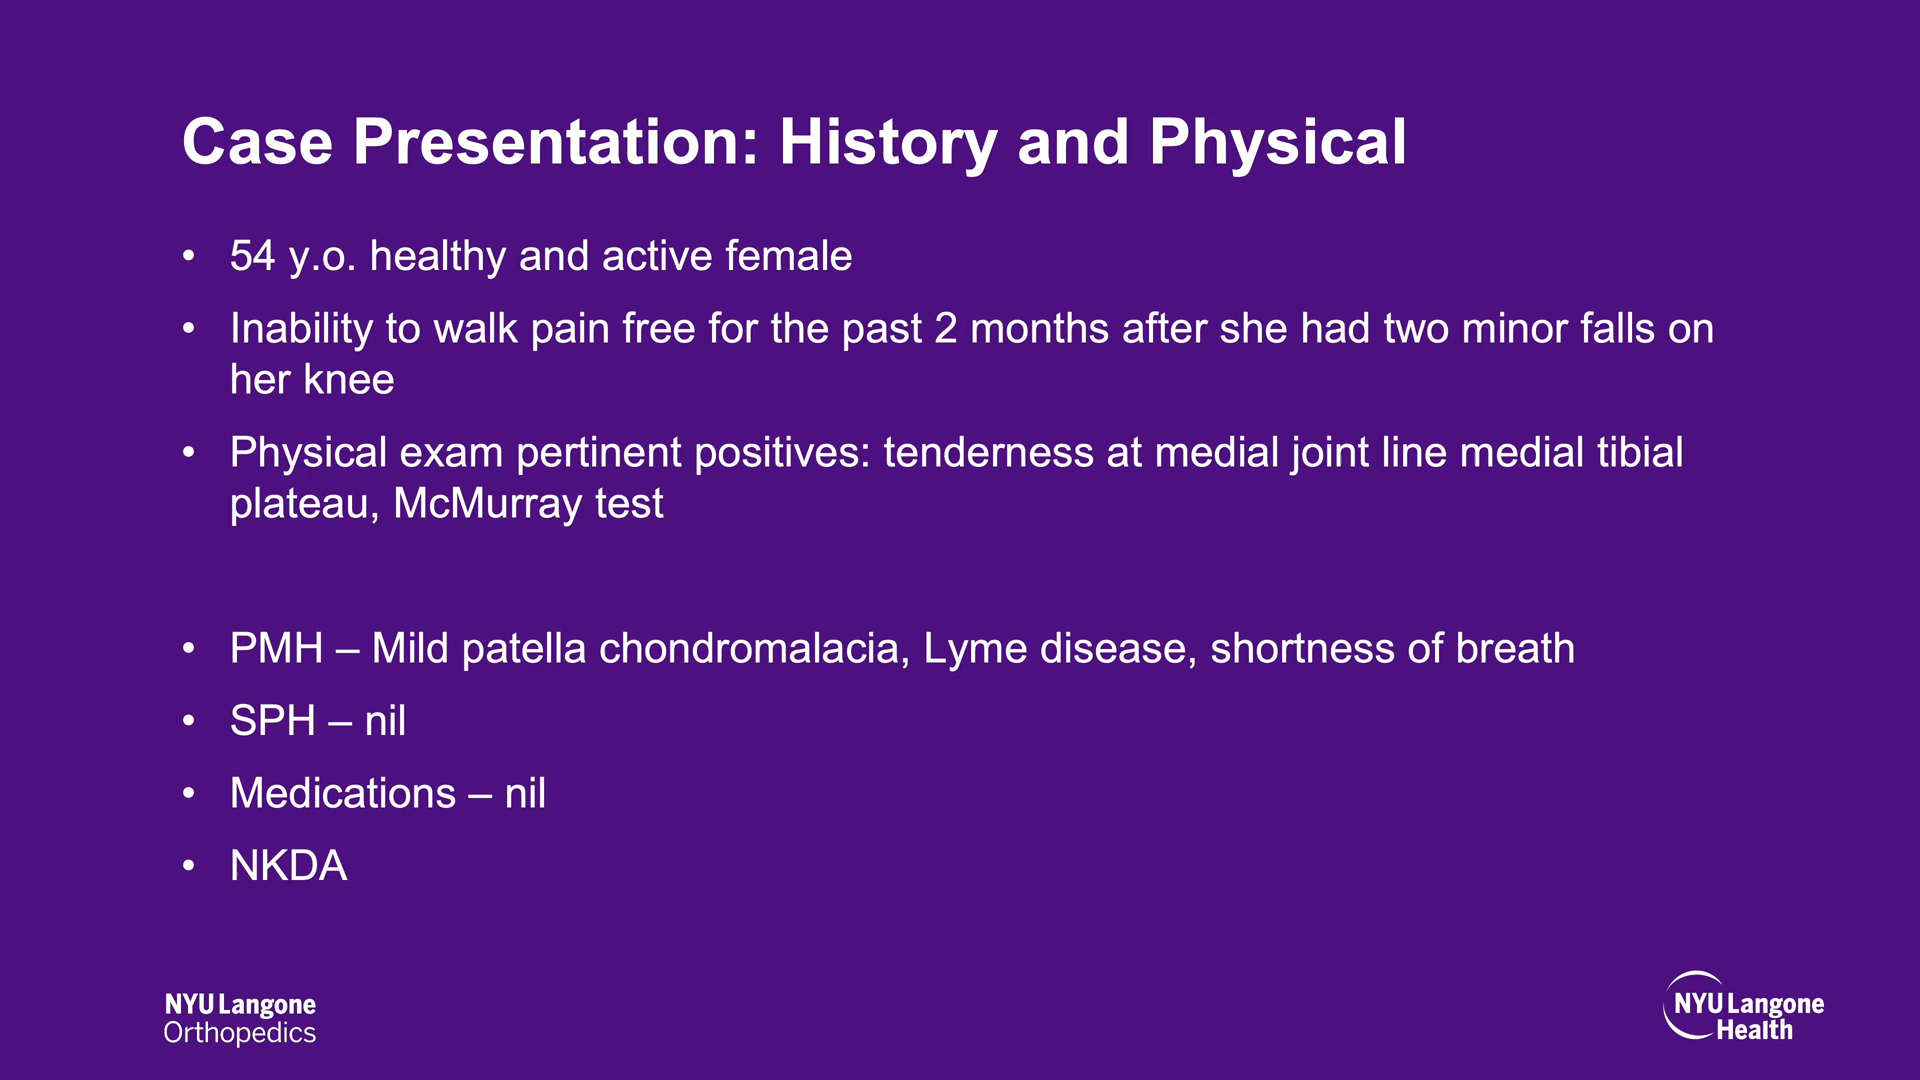 Case Presentation: History and Physical
• 54 y.o. healthy and active female
• Inability to walk pain free for the past 2 months after she had two minor falls on
her knee
• Physical exam pertinent positives: tenderness at medial joint line medial tibial
plateau, McMurray test
• PMH – Mild patella chondromalacia, Lyme disease, shortness of breath
• SPH – nil
• Medications – nil
• NKDA
NYU Langone
Orthopedics
NYU Langone
Health